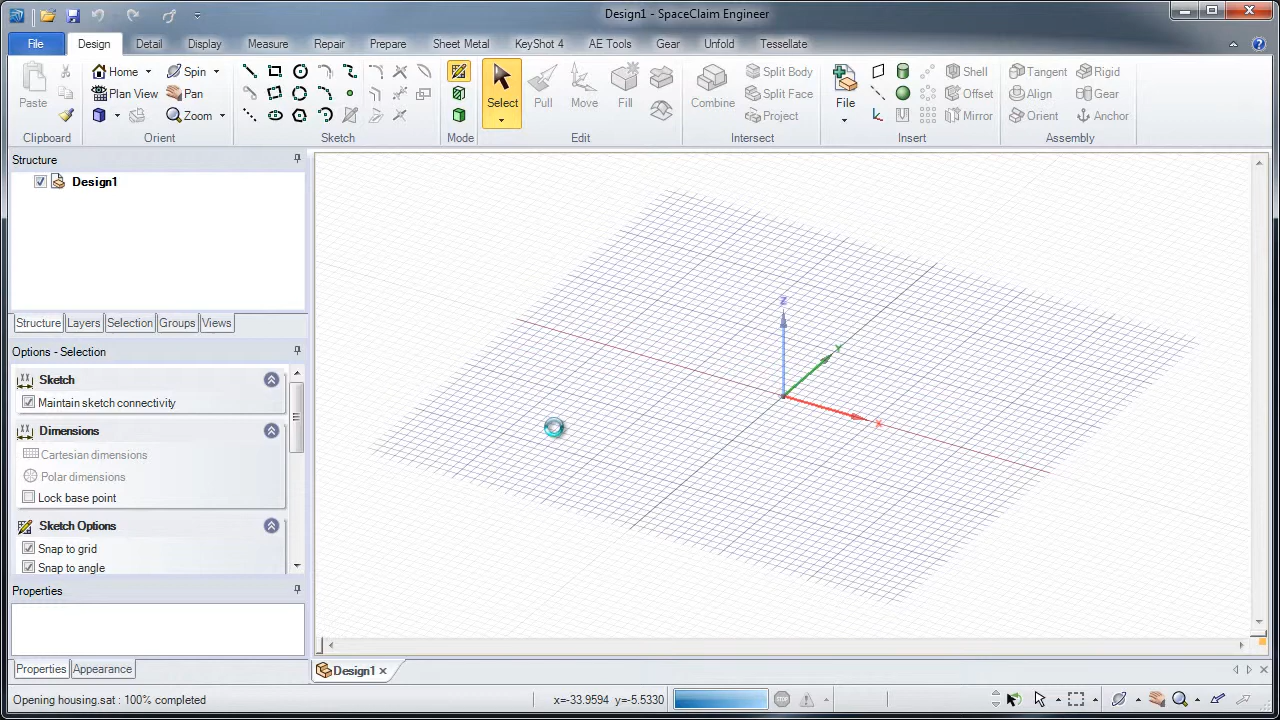 Design1 - SpaceClaim Engineer
File Design Detail Display Measure Repair Prepare Sheet Metal KeyShot 4 AE Tools Gear Unfold Tessellate
Home Spin Shell Tangent Rigid
Split Body
Plan View Pan Split Face Offset Align Gear
Paste Select Pull Move Fill Combine File
Zoom Project Mirror Orient Anchor
Clipboard Orient Sketch Mode Edit Intersect Insert Assembly
Structure
Design1
Z
Y
X
Structure Layers Selection Groups Views
Options - Selection
Sketch
Maintain sketch connectivity
Dimensions
Cartesian dimensions
Polar dimensions
Lock base point
Sketch Options
Snap to grid
Snap to angle
Properties
Properties Appearance
Design1
Opening housing.sat : 100% completed
x=-33.9594 y=-5.5330